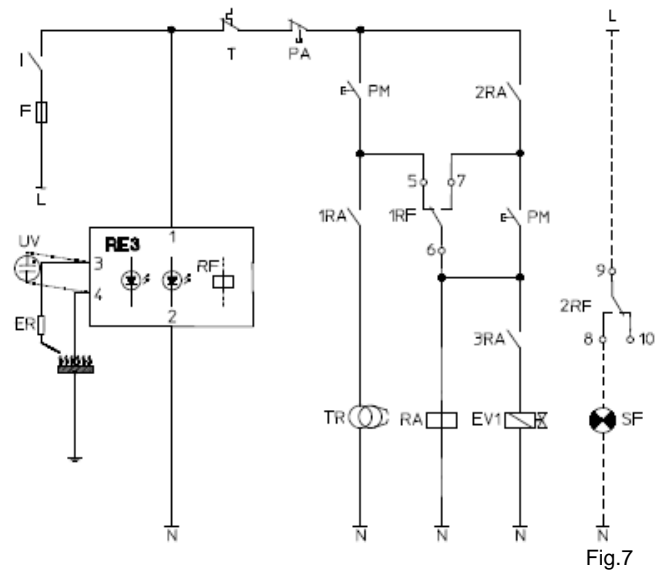 L
I
T
PA
F
PM
2RA
L
5
7
1RA
1RF
PM
UV
RE3
1
3
RF
6
4
9
2RF
ER
2
3RA
8
10
TR
RA
EV1
SF
N
N
N
N
N
Fig.7